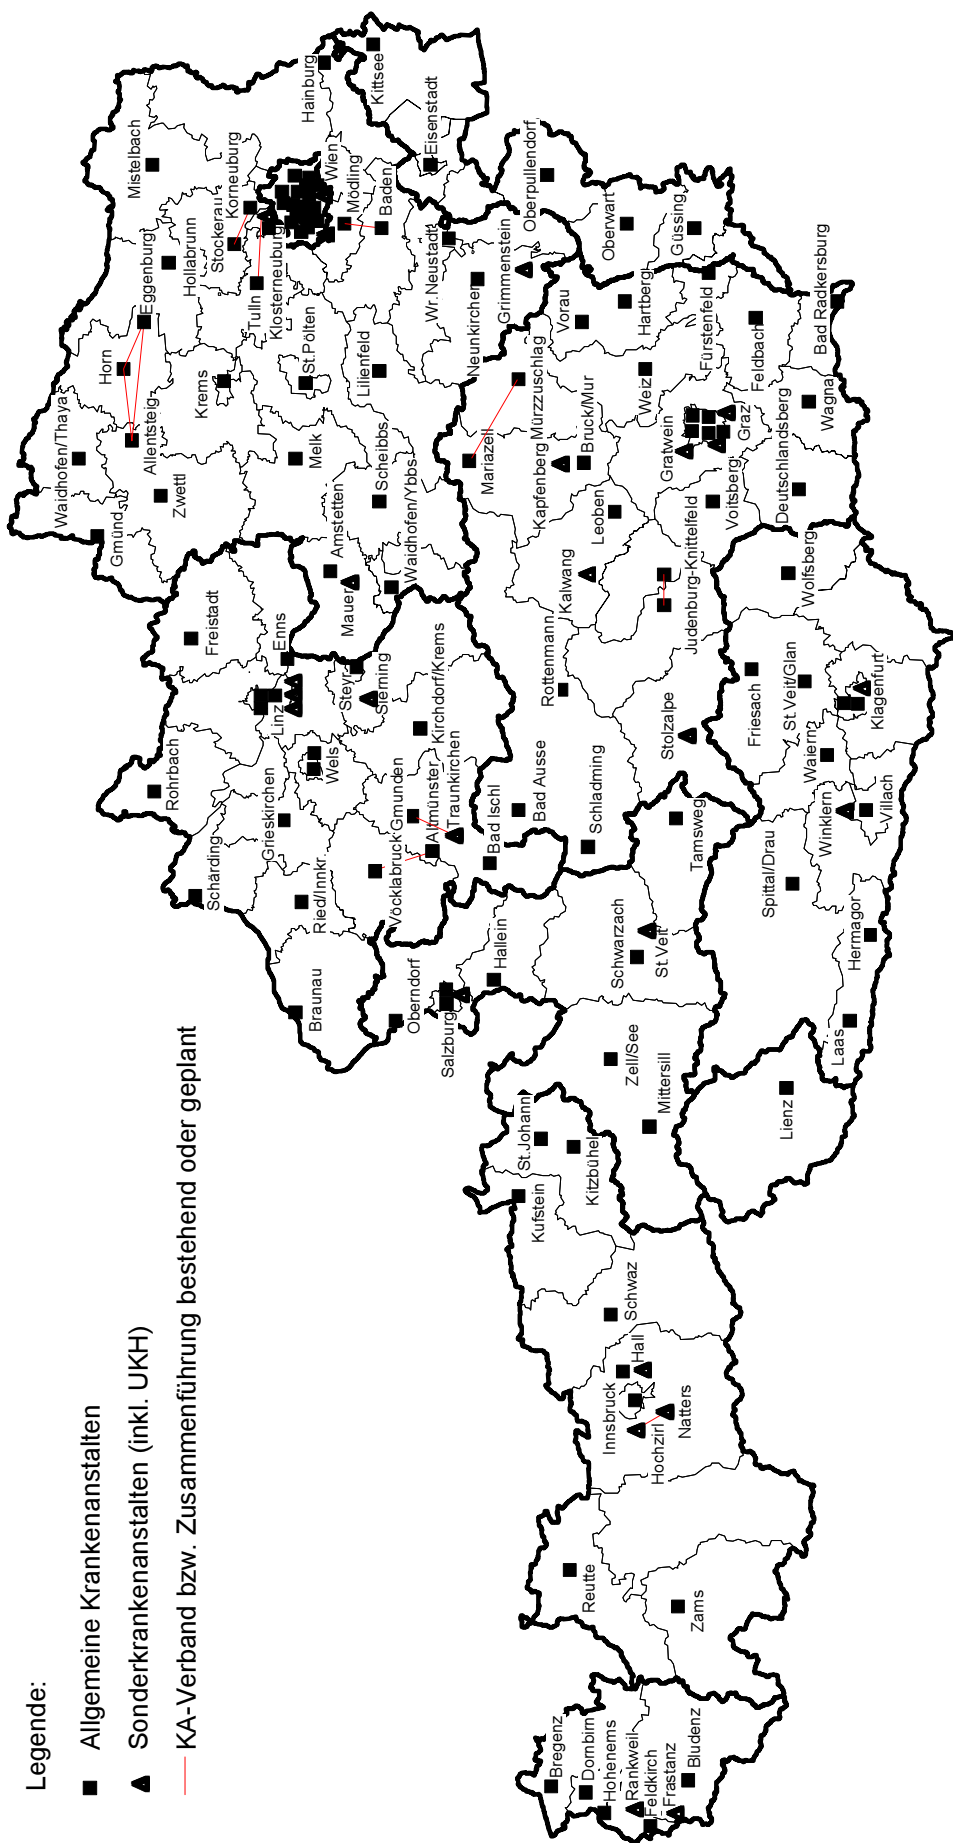 Legende:
Allgemeine Krankenanstalten
Sonderkrankenanstalten (inkl. UKH)
KA-Verband bzw. Zusammenführung bestehend oder geplant
Bregenz
Dornbirn
Hohenems
Rankweil
Feldkirch
Frastanz
Bludenz
Reutte
Zams
Innsbruck
Hochzirl
Natters
Hall
Schwaz
Kufstein
St.Johann
Kitzbühel
Lienz
Zell/See
Mittersill
Oberndorf
Salzburg
Hallein
Schwarzach
St.Veit
Tamsweg
Braunau
Schärding
Ried/Innkr.
Rohrbach
Grieskirchen
Wels
Linz
Enns
Freistadt
Steyr
Sierning
Kirchdorf/Krems
Vöcklabruck
Gmunden
Altmünster
Traunkirchen
Bad Ischl
Bad Ausse
Schladming
Rottenmann
Stolzalpe
Kalwang
Judenburg-Knittelfeld
Leoben
Kapfenberg
Bruck/Mur
Mariazell
Mürzzuschlag
Vorau
Hartberg
Weiz
Gratwein
Graz
Voitsberg
Deutschlandsberg
Wagna
Feldbach
Fürstenfeld
Bad Radkersburg
Laas
Hermagor
Spittal/Drau
Winklern
Villach
Waiern
Friesach
St.Veit/Glan
Klagenfurt
Wolfsberg
Gmünd
Waidhofen/Thaya
Zwettl
Allentsteig
Horn
Eggenburg
Hollabrunn
Mistelbach
Stockerau
Korneuburg
Tulln
Klosterneuburg
Krems
St.Pölten
Melk
Amstetten
Mauer
Waidhofen/Ybbs
Scheibbs
Lilienfeld
Hainburg
Wien
Mödling
Baden
Wr. Neustadt
Neunkirchen
Grimmenstein
Kittsee
Eisenstadt
Oberpullendorf
Oberwart
Güssing